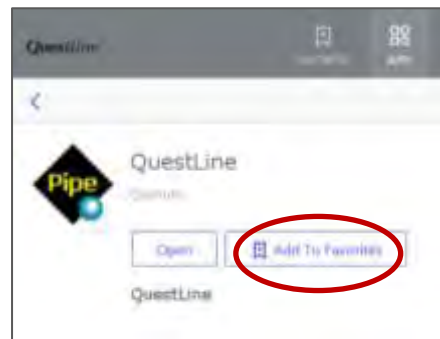 Questline
QuestLine
Pipe
Open
Add To Favorites
QuestLine